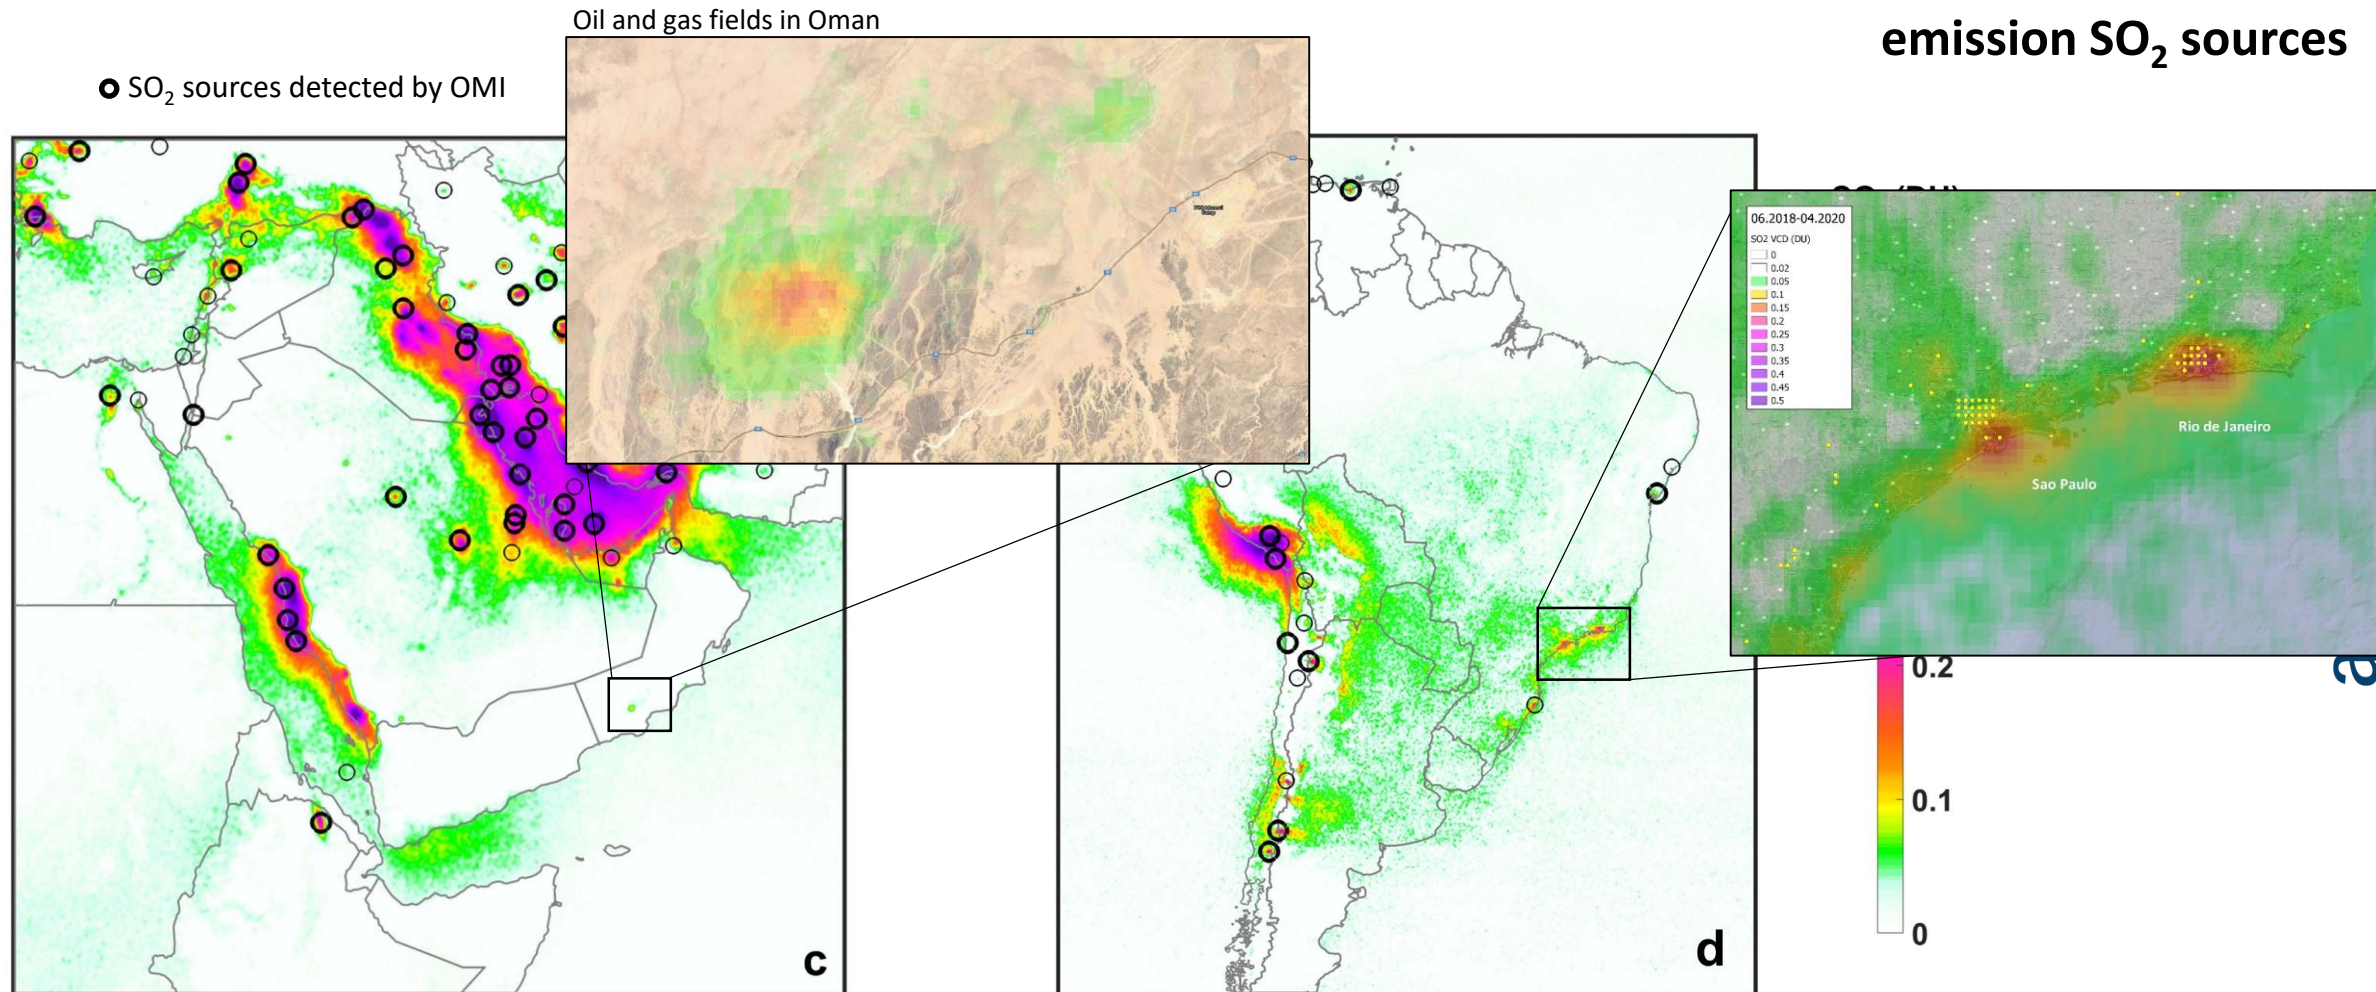 Oil and gas fields in Oman
emission SO₂ sources
SO₂ sources detected by OMI
06.2018-04.2020
SO2 VCD (DU)
0
0.02
0.05
0.1
0.15
0.2
0.25
0.3
0.35
0.4
0.45
0.5
Rio de Janeiro
Sao Paulo
0.2
0.1
0
c
d
a